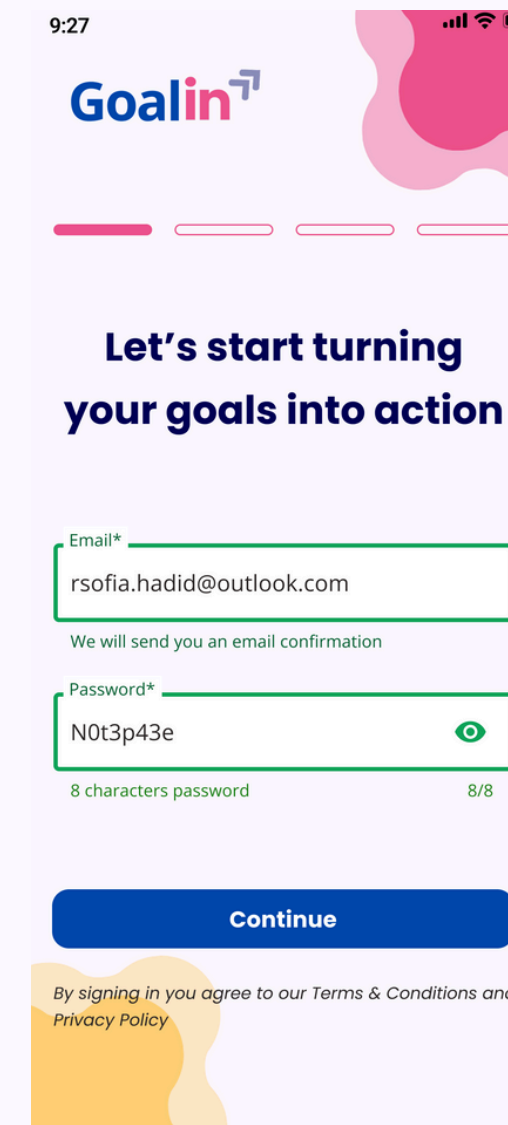 9:27
Goalin
Let’s start turning
your goals into action
Email*
rsofia.hadid@outlook.com
We will send you an email confirmation
Password*
N0t3p43e
8 characters password 8/8
Continue
By signing in you agree to our Terms & Conditions and
Privacy Policy